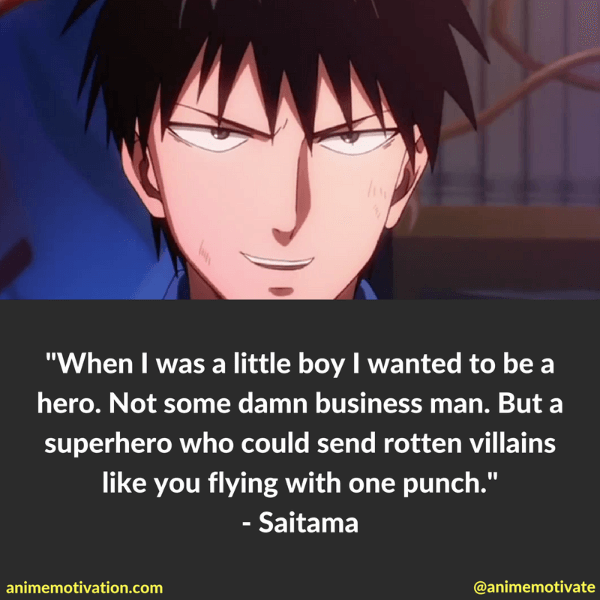 "When I was a little boy I wanted to be a
hero. Not some damn business man. But a
superhero who could send rotten villains
like you flying with one punch."
- Saitama
animemotivation.com
@animemotivate